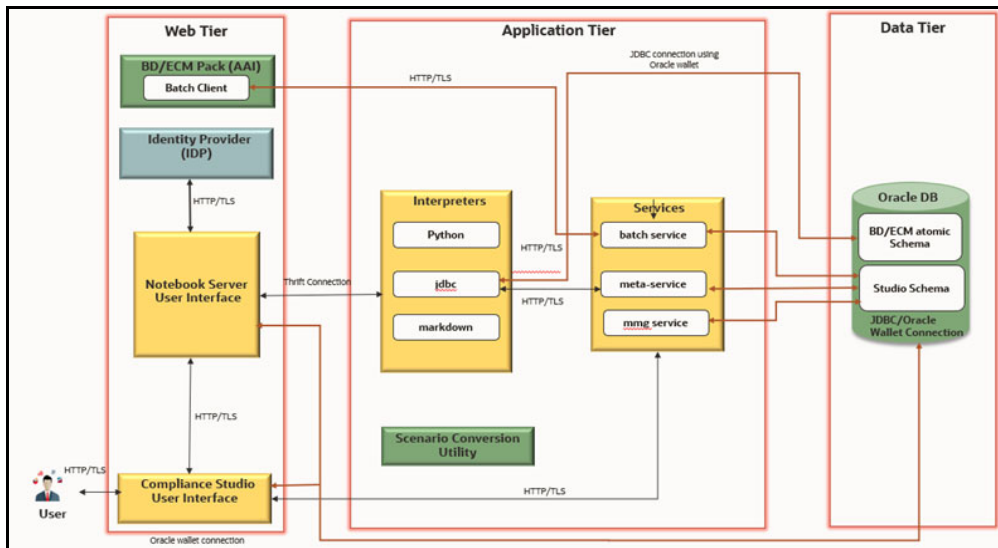 Web Tier
Application Tier
Data Tier
BD/ECM Pack (AAI)
Batch Client
HTTP/TLS
JDBC connection using
Oracle wallet
Identity Provider
(IDP)
HTTP/TLS
Interpreters
Python
jdbc
markdown
HTTP/TLS
HTTP/TLS
Services
batch service
meta-service
mmg service
Oracle DB
BD/ECM atomic
Schema
Studio Schema
JDBC/Oracle
Wallet Connection
Notebook Server
User Interface
Thrift Connection
HTTP/TLS
Scenario Conversion
Utility
HTTP/TLS
User
Compliance Studio
User Interface
HTTP/TLS
Oracle wallet connection